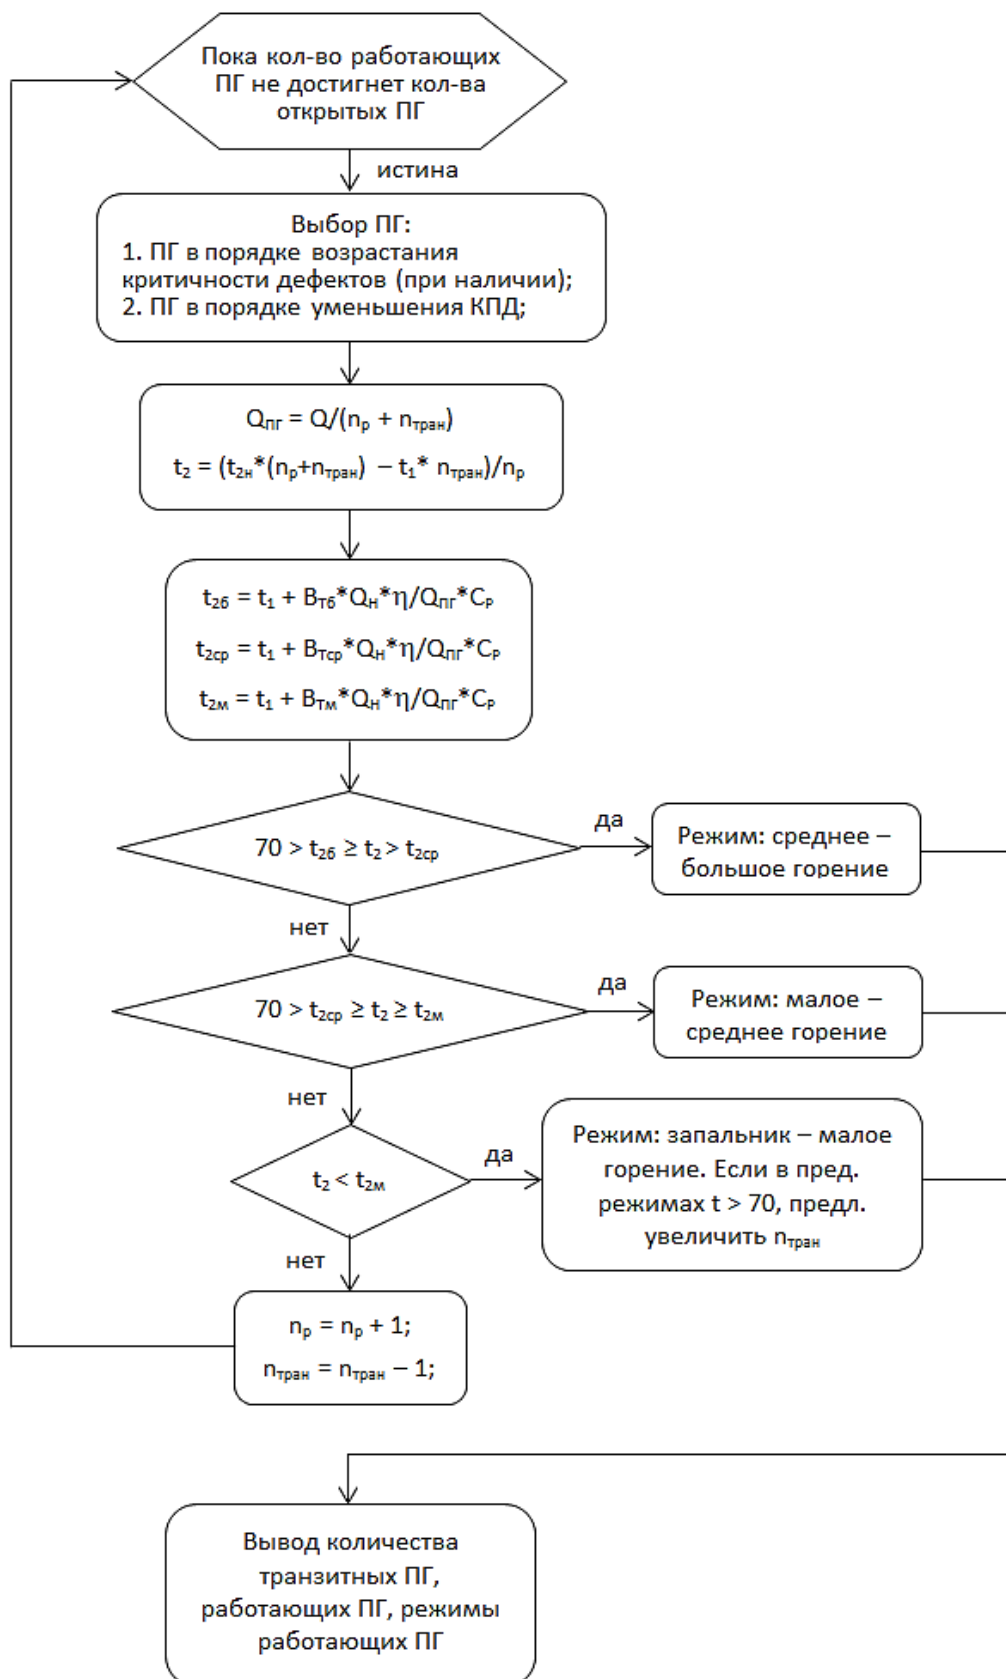 Пока кол-во работающих
ПГ не достигнет кол-ва
открытых ПГ
истина
Выбор ПГ:
1. ПГ в порядке возрастания
критичности дефектов (при наличии);
2. ПГ в порядке уменьшения КПД;
Qпг = Q/(nр + nтран)
t₂ = (t₂н*(nр+nтран) – t₁* nтран)/nр
t₂б = t₁ + Bтб*Qн*η/Qпг*Cр
t₂ср = t₁ + Bтср*Qн*η/Qпг*Cр
t₂м = t₁ + Bтм*Qн*η/Qпг*Cр
70 > t₂б ≥ t₂ > t₂ср
да
Режим: среднее –
большое горение
нет
70 > t₂ср ≥ t₂ ≥ t₂м
да
Режим: малое –
среднее горение
нет
t₂ < t₂м
да
Режим: запальник – малое
горение. Если в пред.
режимах t > 70, предл.
увеличить nтран
нет
nр = nр + 1;
nтран = nтран – 1;
Вывод количества
транзитных ПГ,
работающих ПГ, режимы
работающих ПГ